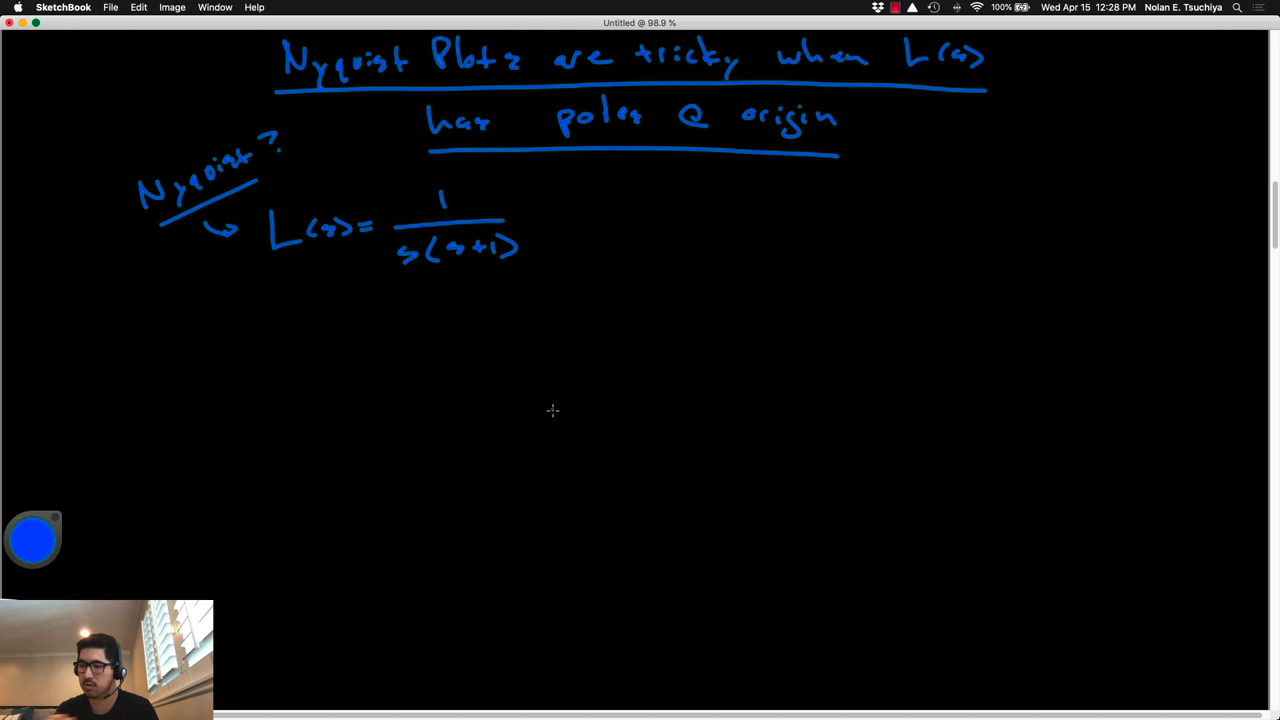 SketchBook File Edit Image Window Help 100% Wed Apr 15 12:28 PM Nolan E. Tsuchiya
Untitled @ 98.9 %
Nyquist Plots are tricky when L(s)
has poles @ origin
Nyquist?
L(s) = 1 / s(s+1)